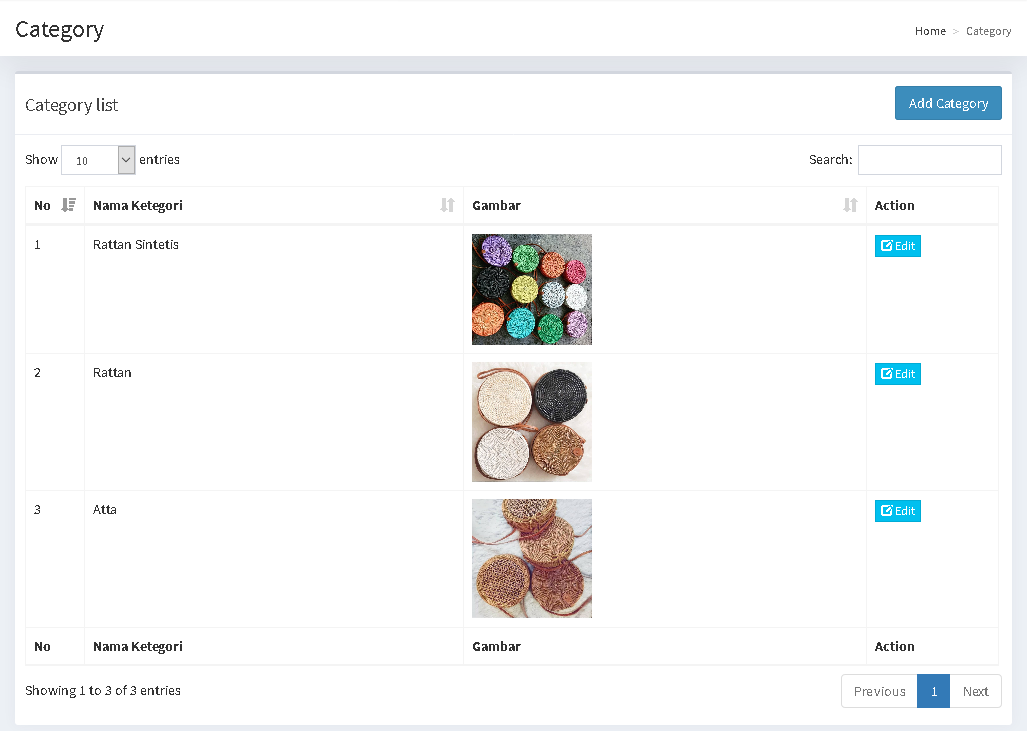 Category
Home > Category
Category list
Add Category
Show 10 entries
Search:
No Nama Ketegori Gambar Action
1 Rattan Sintetis Edit
2 Rattan Edit
3 Atta Edit
No Nama Ketegori Gambar Action
Showing 1 to 3 of 3 entries
Previous 1 Next